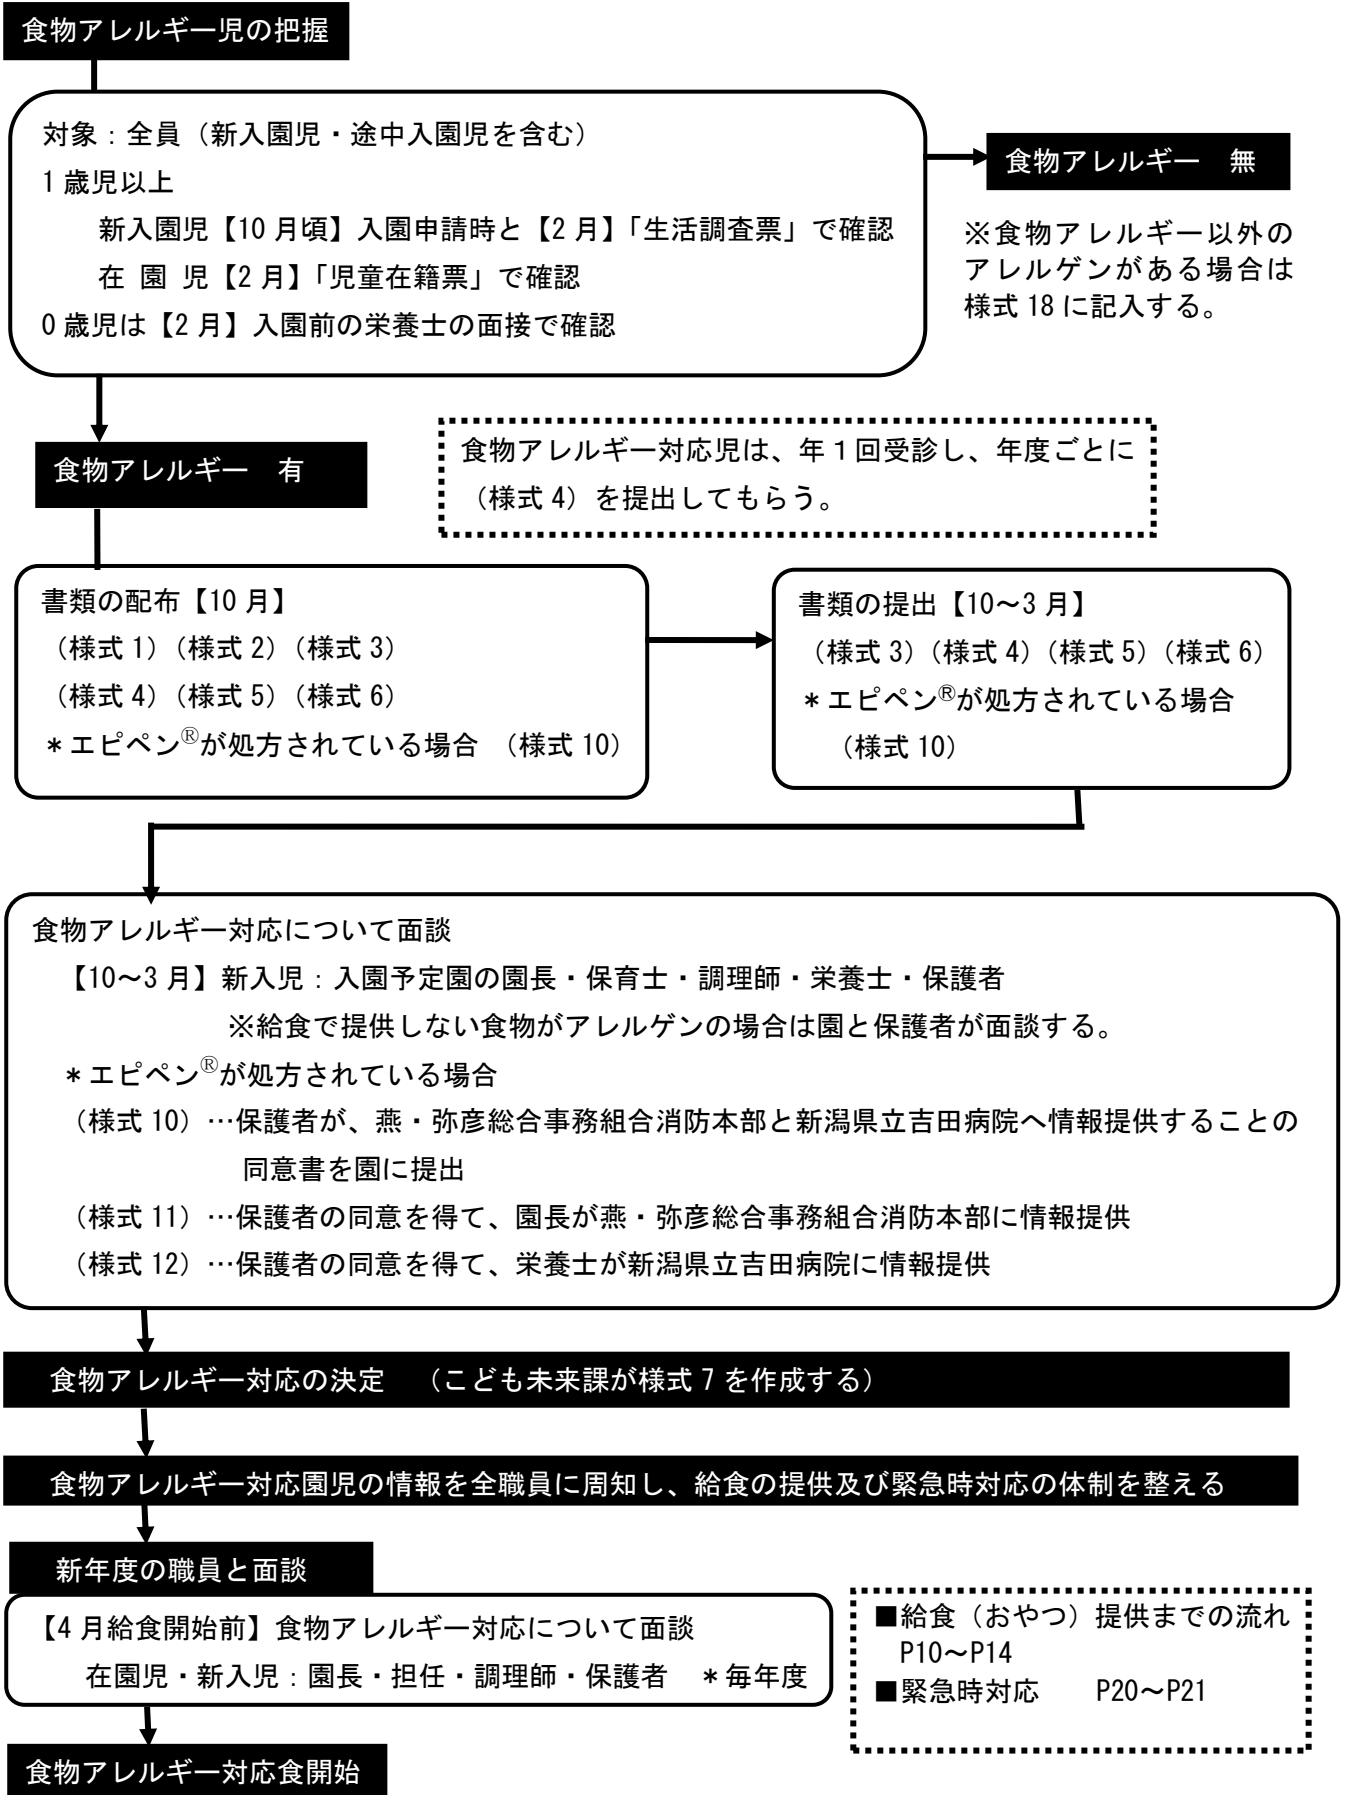 食物アレルギー児の把握
対象：全員（新入園児・途中入園児を含む）
1歳児以上
新入園児【10月頃】入園申請時と【2月】「生活調査票」で確認
在 園 児【2月】「児童在籍票」で確認
0歳児は【2月】入園前の栄養士の面接で確認
食物アレルギー　無
※食物アレルギー以外の
アレルゲンがある場合は
様式18に記入する。
食物アレルギー　有
食物アレルギー対応児は、年1回受診し、年度ごとに
（様式4）を提出してもらう。
書類の配布【10月】
（様式1）（様式2）（様式3）
（様式4）（様式5）（様式6）
＊エピペン®が処方されている場合　（様式10）
書類の提出【10～3月】
（様式3）（様式4）（様式5）（様式6）
＊エピペン®が処方されている場合
（様式10）
食物アレルギー対応について面談
【10～3月】新入児：入園予定園の園長・保育士・調理師・栄養士・保護者
※給食で提供しない食物がアレルゲンの場合は園と保護者が面談する。
＊エピペン®が処方されている場合
（様式10）…保護者が、燕・弥彦総合事務組合消防本部と新潟県立吉田病院へ情報提供することの
同意書を園に提出
（様式11）…保護者の同意を得て、園長が燕・弥彦総合事務組合消防本部に情報提供
（様式12）…保護者の同意を得て、栄養士が新潟県立吉田病院に情報提供
食物アレルギー対応の決定　（こども未来課が様式7を作成する）
食物アレルギー対応園児の情報を全職員に周知し、給食の提供及び緊急時対応の体制を整える
新年度の職員と面談
【4月給食開始前】食物アレルギー対応について面談
在園児・新入児：園長・担任・調理師・保護者　＊毎年度
■給食（おやつ）提供までの流れ
P10～P14
■緊急時対応　　P20～P21
食物アレルギー対応食開始